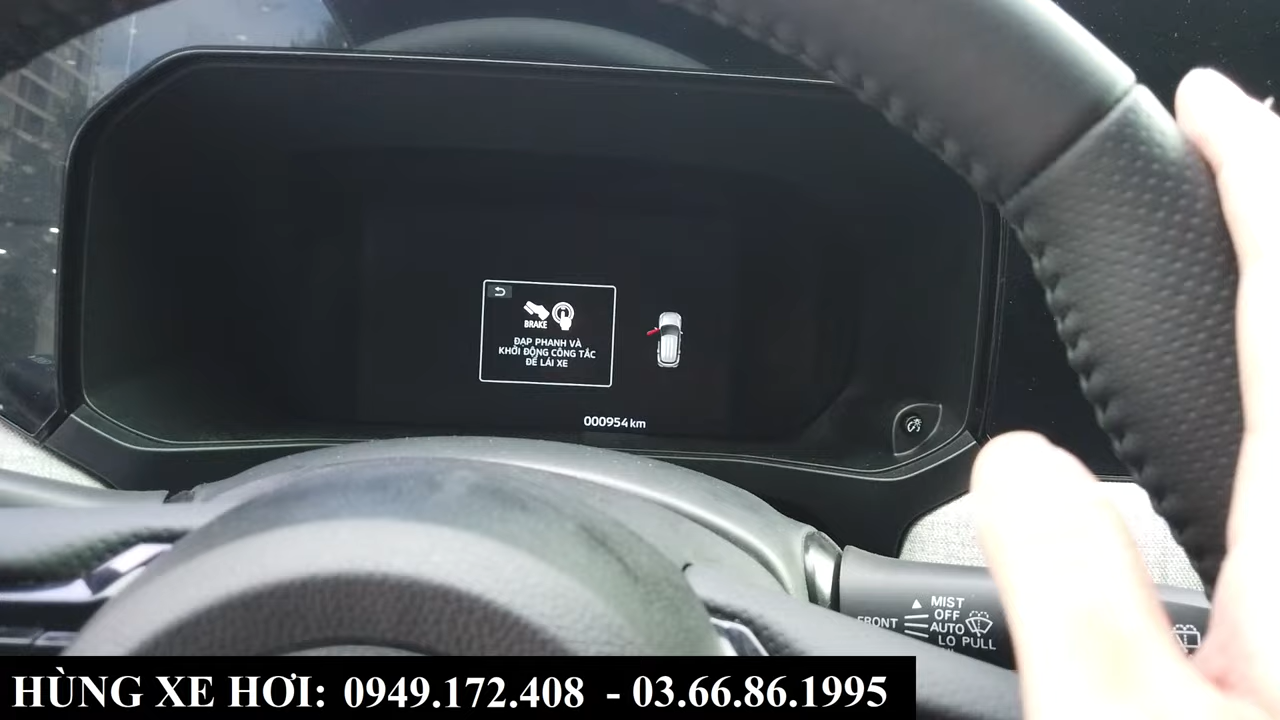 BRAKE
ĐẠP PHANH VÀ
KHỞI ĐỘNG CÔNG TẮC
ĐỂ LÁI XE
000954 km
MIST
OFF
FRONT
AUTO
LO PULL
HÙNG XE HƠI: 0949.172.408 - 03.66.86.1995